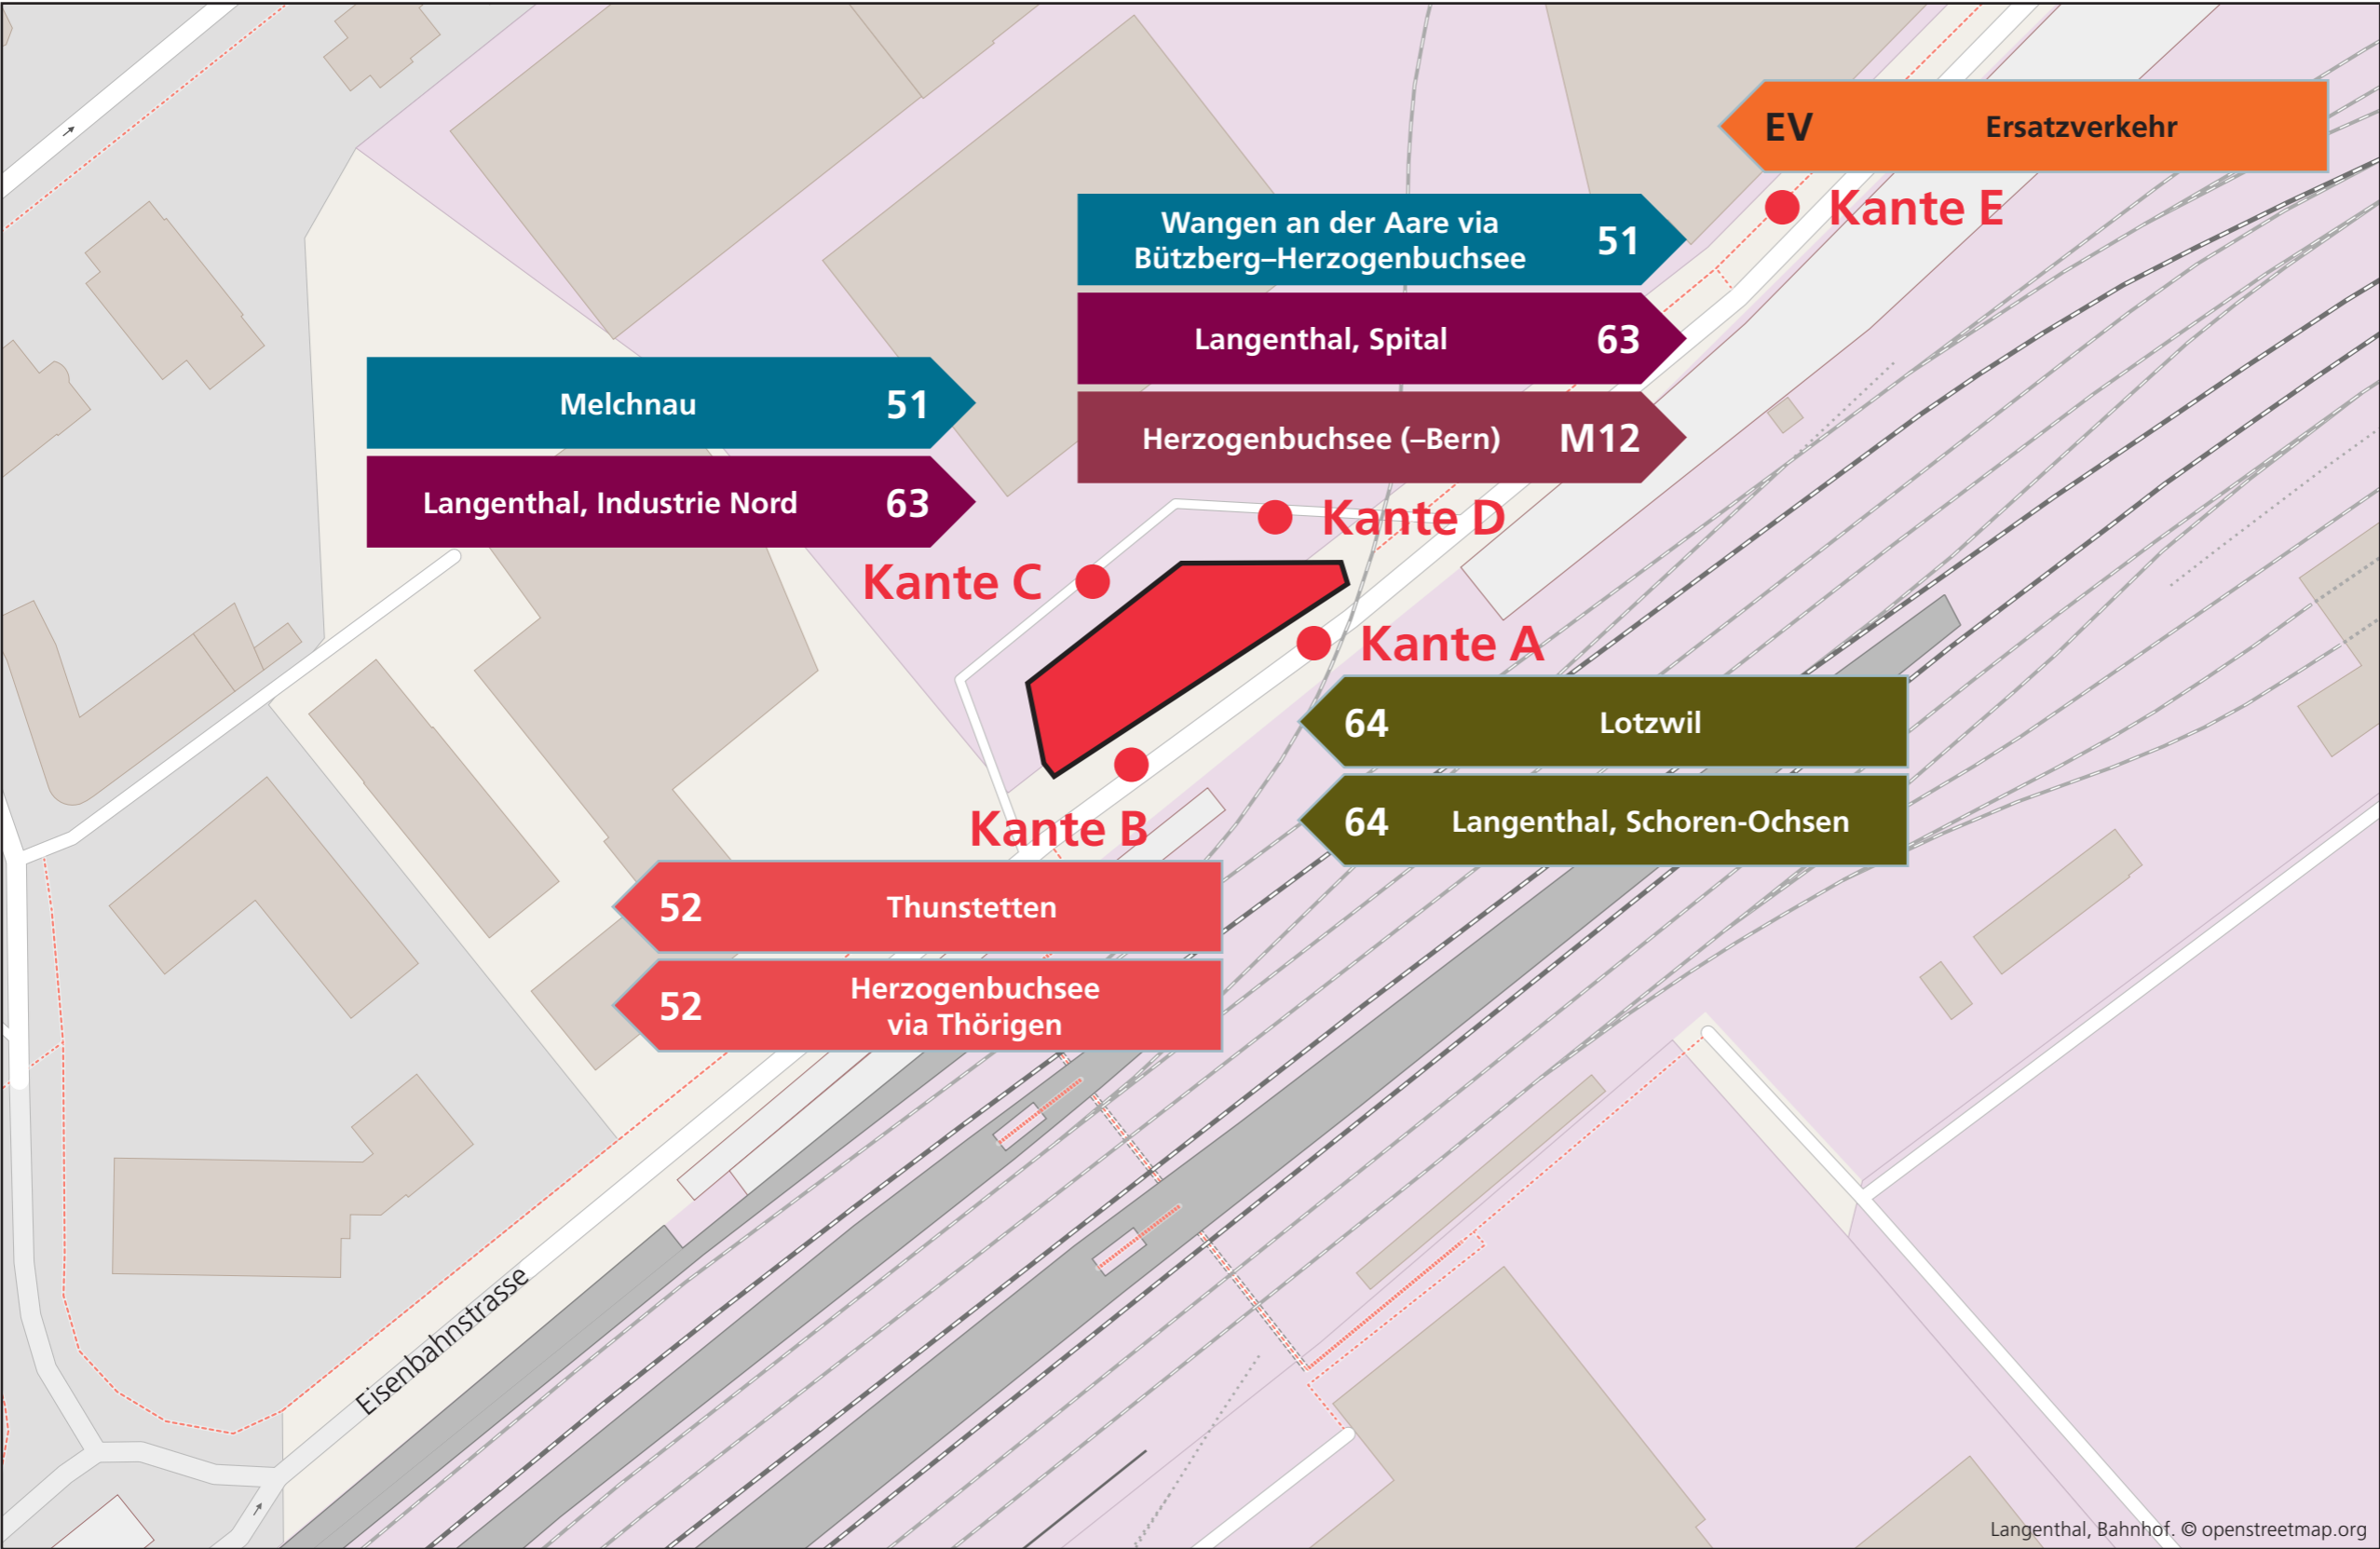 EV Ersatzverkehr
Kante E
Wangen an der Aare via
Bützberg–Herzogenbuchsee 51
Langenthal, Spital 63
Herzogenbuchsee (–Bern) M12
Kante D
Melchnau 51
Langenthal, Industrie Nord 63
Kante C
Kante A
64 Lotzwil
64 Langenthal, Schoren-Ochsen
Kante B
52 Thunstetten
52 Herzogenbuchsee
via Thörigen
Eisenbahnstrasse
Langenthal, Bahnhof. © openstreetmap.org